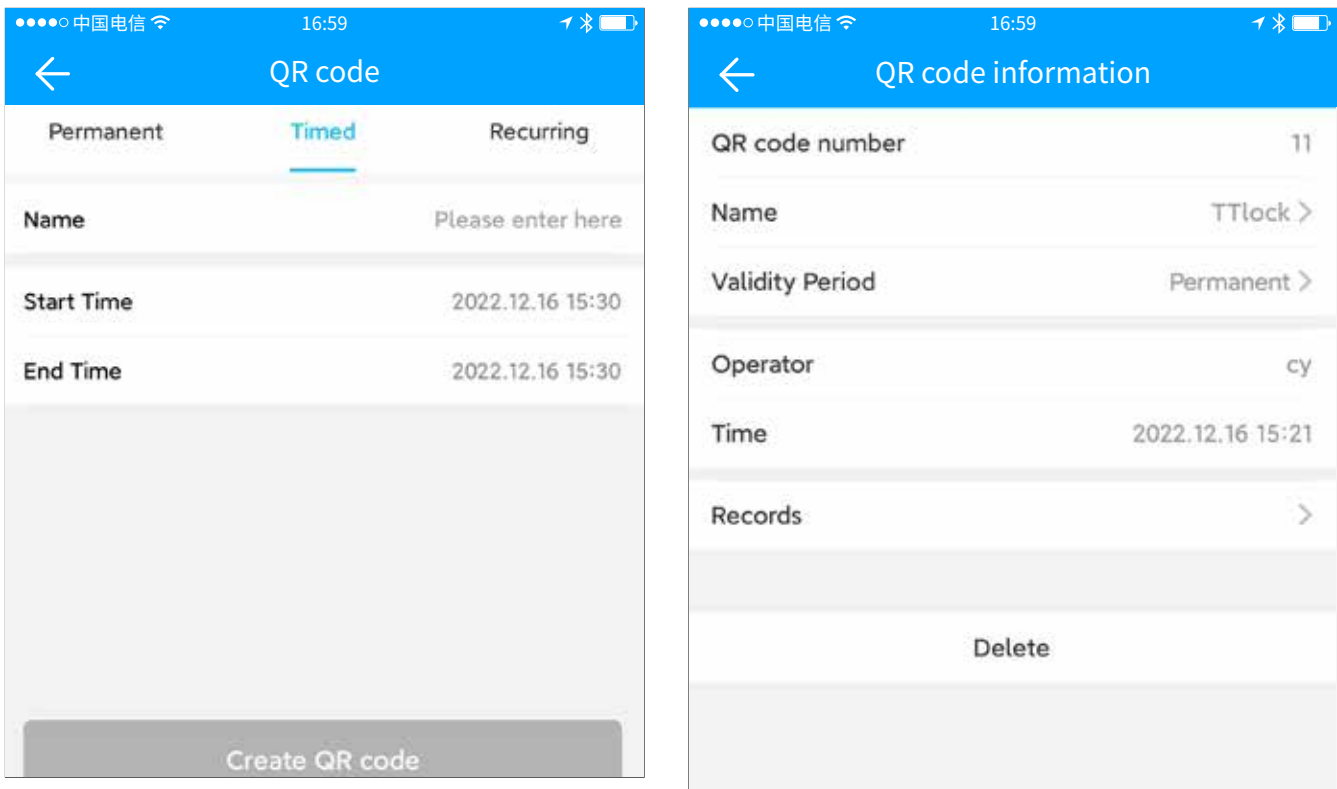 中国电信 16:59
QR code
Permanent Timed Recurring
Name Please enter here
Start Time 2022.12.16 15:30
End Time 2022.12.16 15:30
Create QR code
中国电信 16:59
QR code information
QR code number 11
Name TTlock >
Validity Period Permanent >
Operator cy
Time 2022.12.16 15:21
Records >
Delete